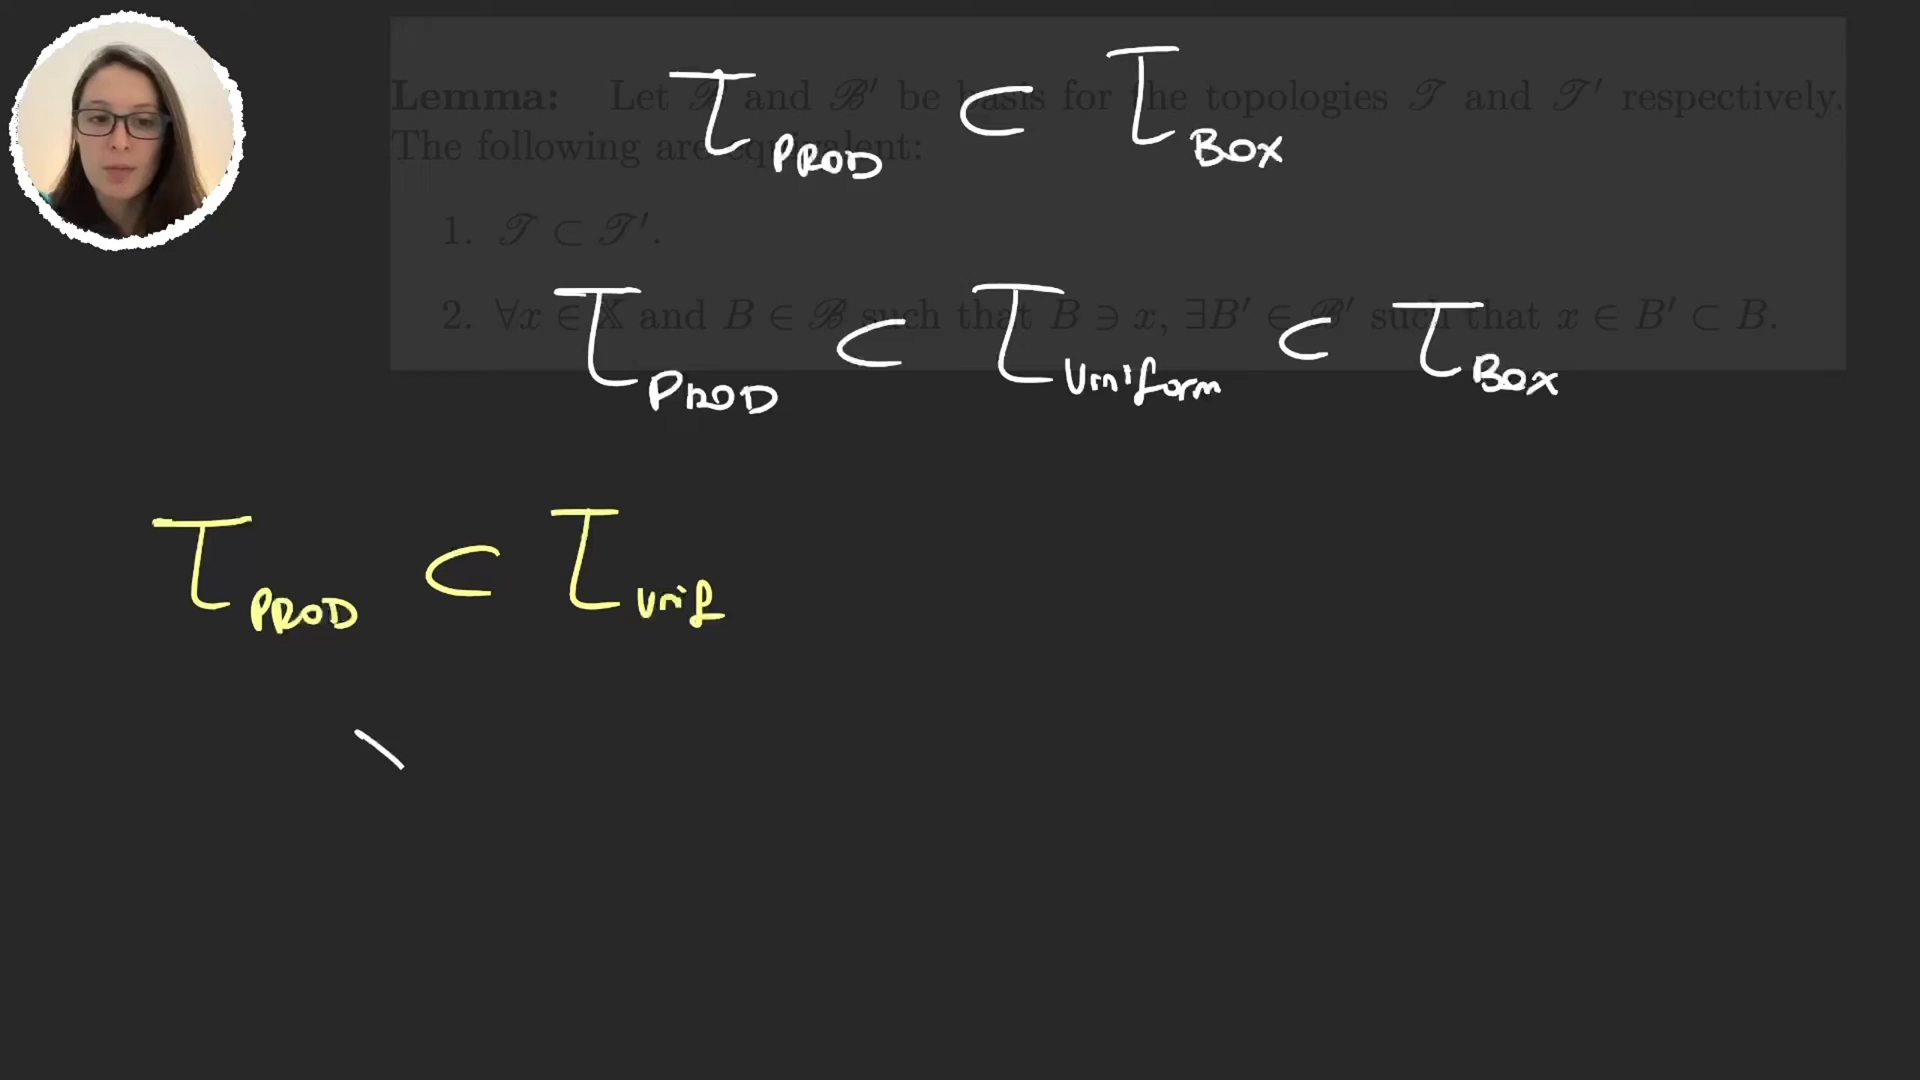 τ_PROD ⊂ τ_BOX
Lemma: Let ℬ and ℬ′ be basis for the topologies 𝒯 and 𝒯′ respectively.
The following are equivalent:
1. 𝒯 ⊂ 𝒯′.
2. ∀x ∈ 𝕏 and B ∈ ℬ such that B ∋ x, ∃B′ ∈ ℬ′ such that x ∈ B′ ⊂ B.
τ_PROD ⊂ τ_Uniform ⊂ τ_BOX
τ_PROD ⊂ τ_Unif